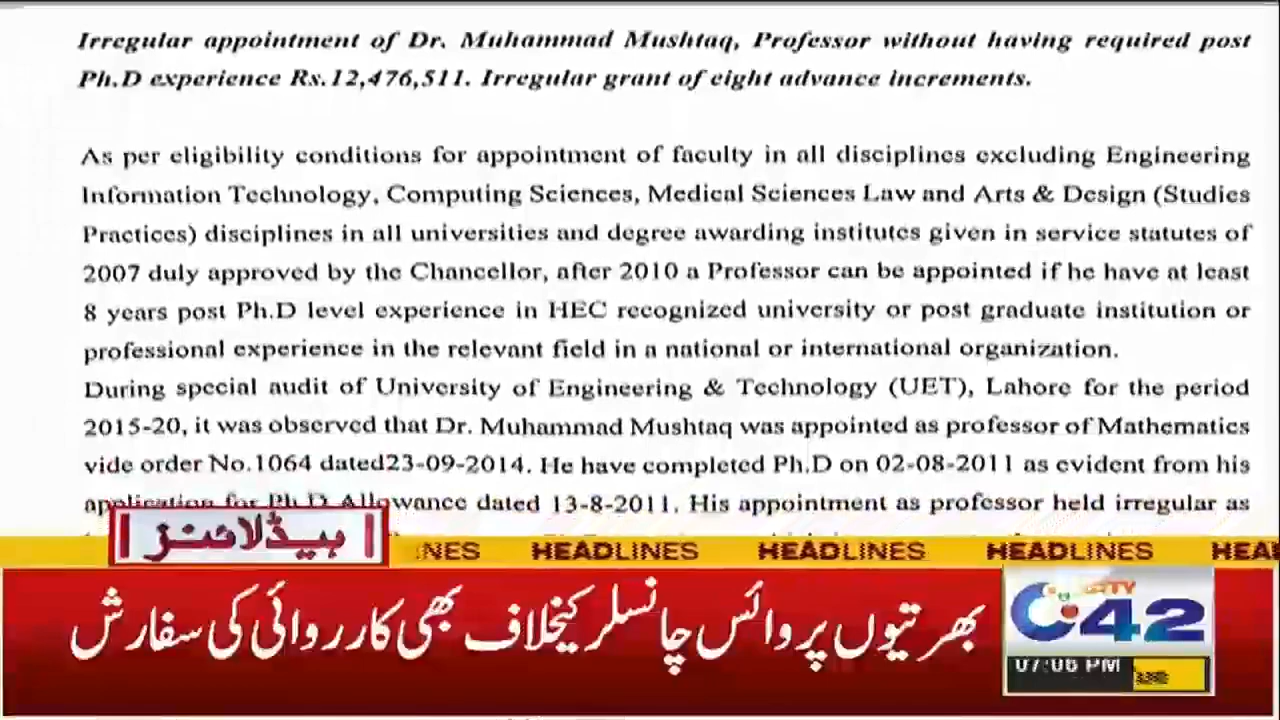 Irregular appointment of Dr. Muhammad Mushtaq, Professor without having required post
Ph.D experience Rs.12,476,511. Irregular grant of eight advance increments.
As per eligibility conditions for appointment of faculty in all disciplines excluding Engineering
Information Technology, Computing Sciences, Medical Sciences Law and Arts & Design (Studies
Practices) disciplines in all universities and degree awarding institutes given in service statutes of
2007 duly approved by the Chancellor, after 2010 a Professor can be appointed if he have at least
8 years post Ph.D level experience in HEC recognized university or post graduate institution or
professional experience in the relevant field in a national or international organization.
During special audit of University of Engineering & Technology (UET), Lahore for the period
2015-20, it was observed that Dr. Muhammad Mushtaq was appointed as professor of Mathematics
vide order No.1064 dated23-09-2014. He have completed Ph.D on 02-08-2011 as evident from his
application for Ph.D Allowance dated 13-8-2011. His appointment as professor held irregular as
ہیڈلائنز
INES HEADLINES HEADLINES HEADLINES HEA
بھرتیوں پر وائس چانسلر کیخلاف بھی کارروائی کی سفارش
CITY
42
07:06 PM